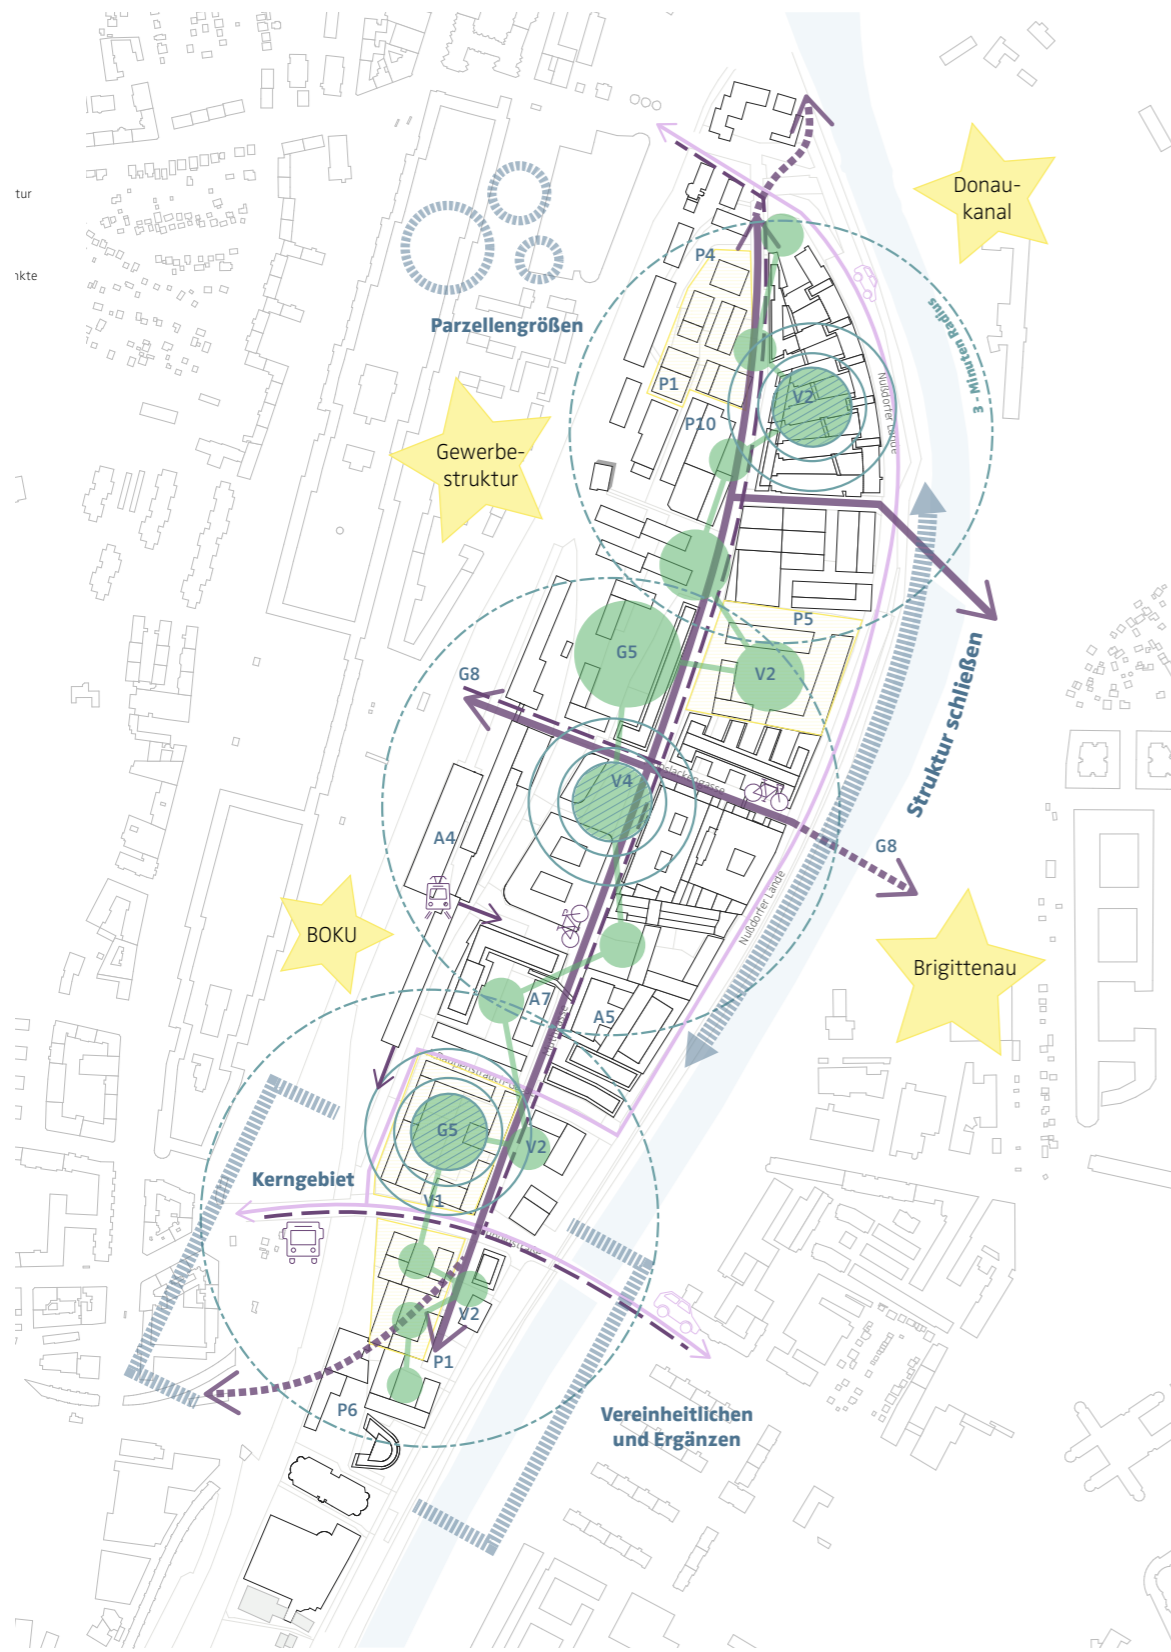 tur
Donau-
kanal
P4
3 - Minuten Radius
Parzellengrößen
P1
V2
Nußdorfer Lände
P10
Gewerbe-
struktur
P5
G5
V2
G8
Struktur schließen
V4
A4
G8
Nußdorfer Lände
BOKU
Brigittenau
A7
A5
G5
V2
Kerngebiet
V1
V2
P1
P6
Vereinheitlichen
und Ergänzen